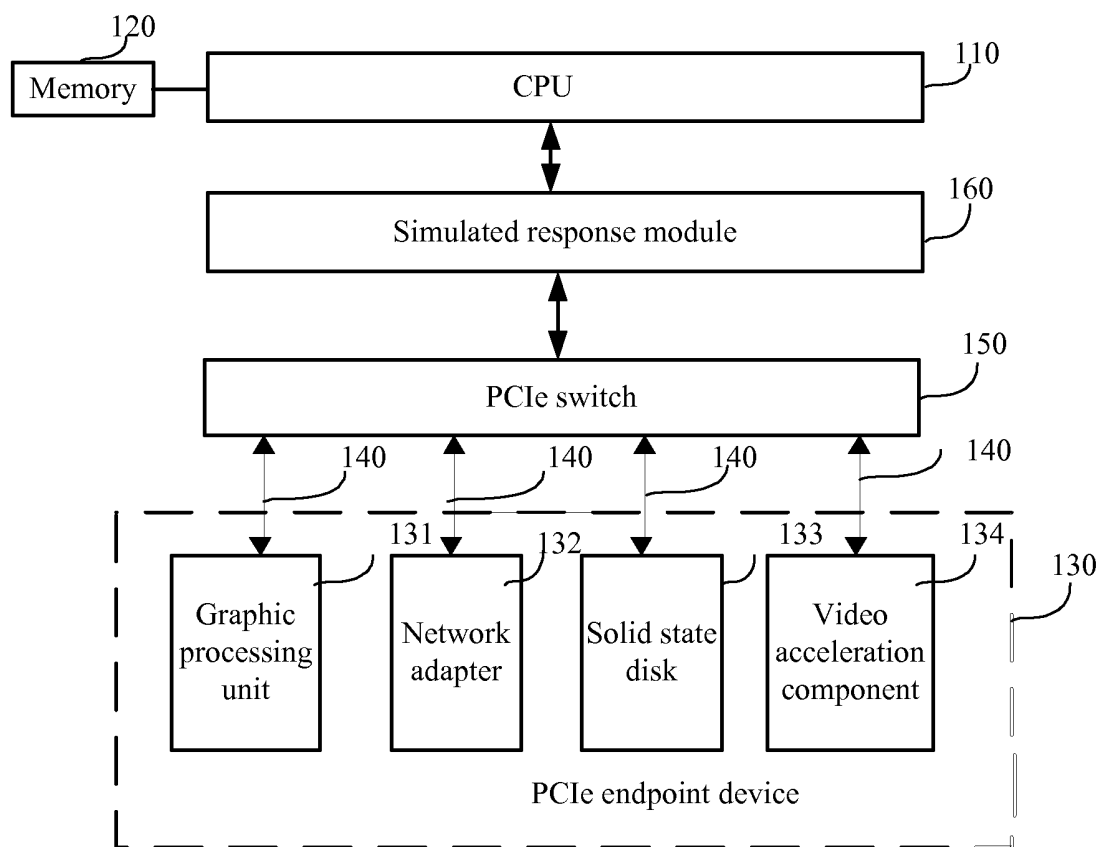 120
Memory
CPU
110
Simulated response module
160
PCIe switch
150
140
140
140
140
131
132
133
134
130
Graphic
processing
unit
Network
adapter
Solid state
disk
Video
acceleration
component
PCIe endpoint device